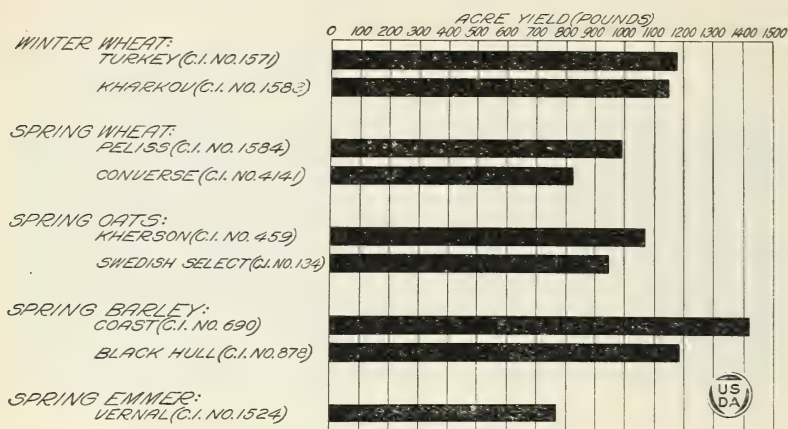 ACRE YIELD (POUNDS)
0 100 200 300 400 500 600 700 800 900 1000 1100 1200 1300 1400 1500
WINTER WHEAT:
TURKEY (C.I. NO. 1571)
KHARKOV (C.I. NO. 1583)
SPRING WHEAT:
PELISS (C.I. NO. 1584)
CONVERSE (C.I. NO. 4141)
SPRING OATS:
KHERSON (C.I. NO. 459)
SWEDISH SELECT (C.I. NO. 134)
SPRING BARLEY:
COAST (C.I. NO. 690)
BLACK HULL (C.I. NO. 878)
US
DA
SPRING EMMER:
VERNAL (C.I. NO. 1524)